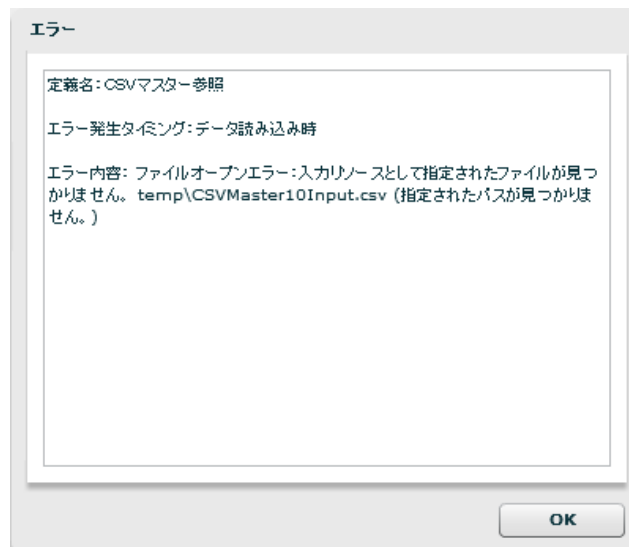 エラー
定義名：CSVマスター参照
エラー発生タイミング：データ読み込み時
エラー内容： ファイルオープンエラー：入力リソースとして指定されたファイルが見つ
かりません。 temp\CSVMaster10Input.csv (指定されたパスが見つかりま
せん。)
OK